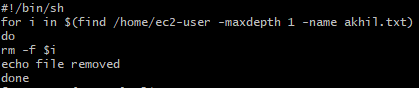 #!/bin/sh
for i in $(find /home/ec2-user -maxdepth 1 -name akhil.txt)
do
rm -f $i
echo file removed
done